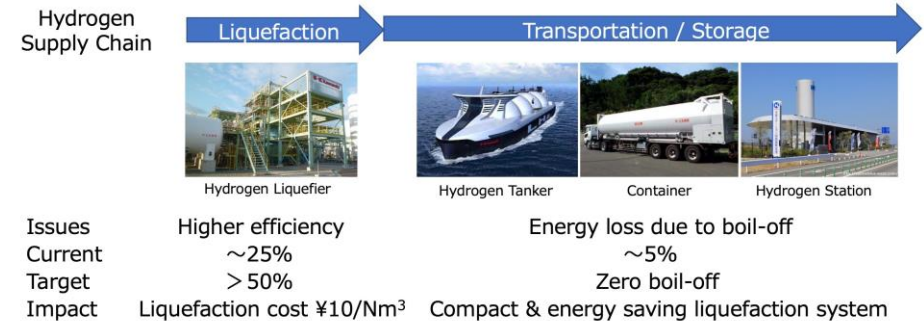 Hydrogen
Supply Chain
Liquefaction
Transportation / Storage
Hydrogen Liquefier
Hydrogen Tanker
Container
Hydrogen Station
Issues Higher efficiency Energy loss due to boil-off
Current ～25% ～5%
Target ＞50% Zero boil-off
Impact Liquefaction cost ¥10/Nm³ Compact & energy saving liquefaction system